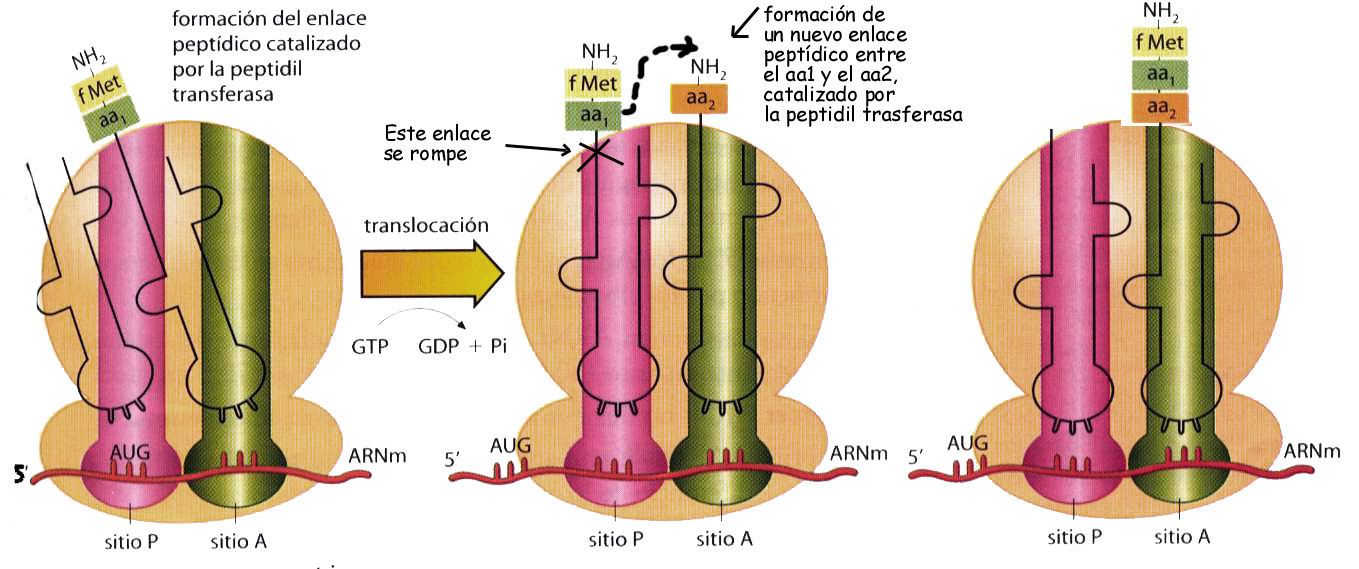 formación del enlace
peptídico catalizado
por la peptidil
transferasa
NH2
f Met
aa1
AUG
5'
ARNm
sitio P
sitio A
translocación
GTP
GDP + Pi
Este enlace
se rompe
NH2
f Met
aa1
NH2
aa2
formación de
un nuevo enlace
peptídico entre
el aa1 y el aa2,
catalizado por
la peptidil trasferasa
AUG
5'
ARNm
sitio P
sitio A
NH2
f Met
aa1
aa2
AUG
5'
ARNm
sitio P
sitio A